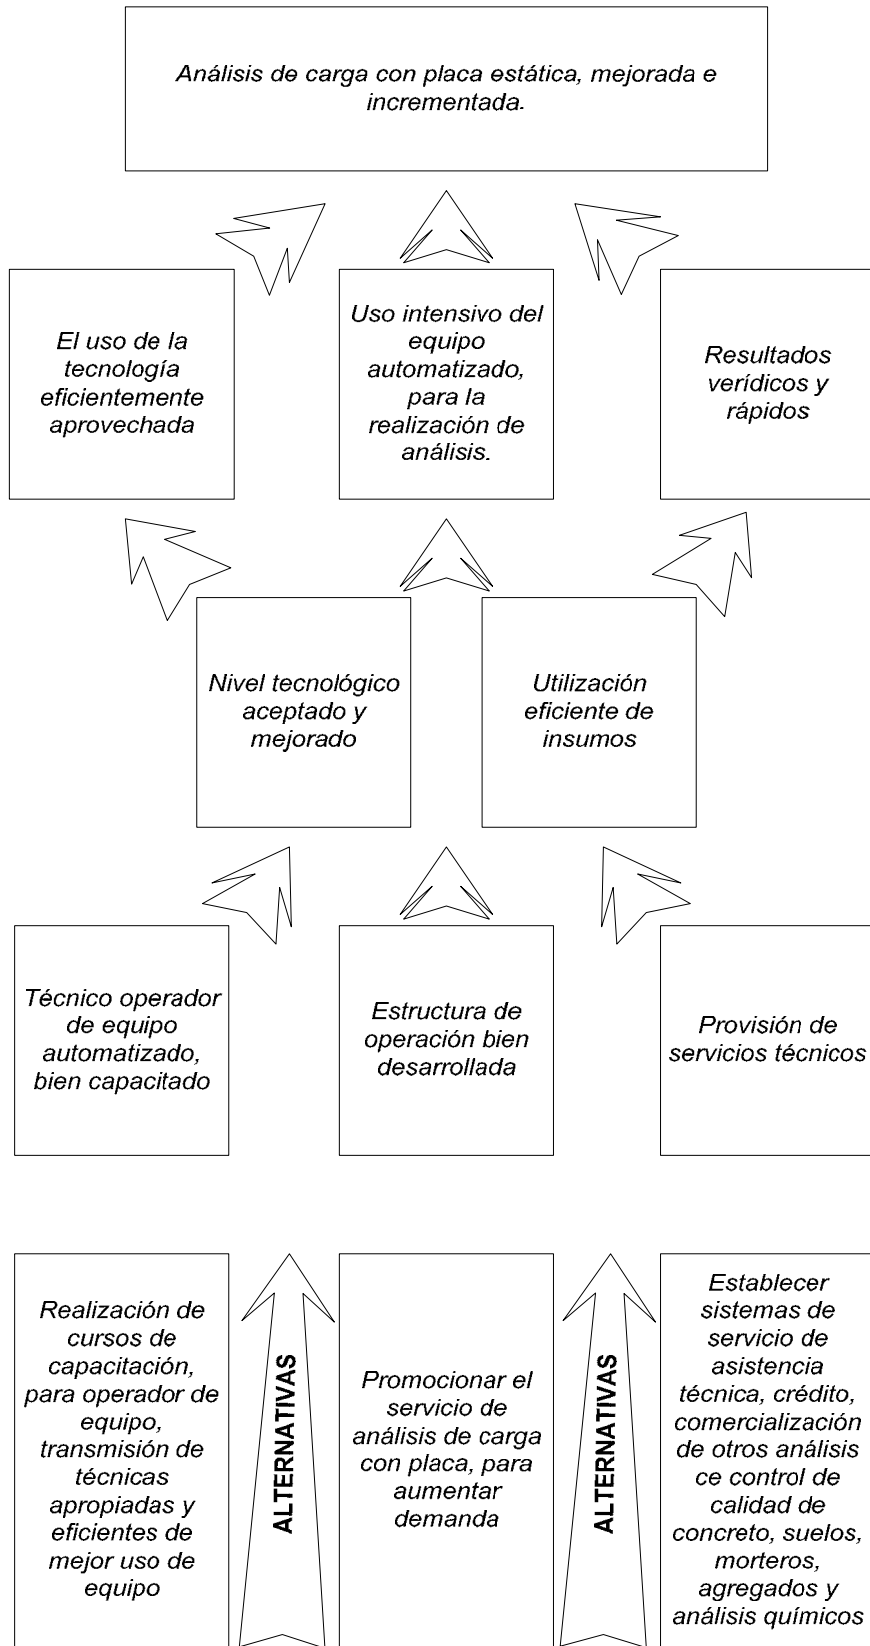 Análisis de carga con placa estática, mejorada e
incrementada.
El uso de la
tecnología
eficientemente
aprovechada
Uso intensivo del
equipo
automatizado,
para la
realización de
análisis.
Resultados
verídicos y
rápidos
Nivel tecnológico
aceptado y
mejorado
Utilización
eficiente de
insumos
Técnico operador
de equipo
automatizado,
bien capacitado
Estructura de
operación bien
desarrollada
Provisión de
servicios técnicos
Realización de
cursos de
capacitación,
para operador de
equipo,
transmisión de
técnicas
apropiadas y
eficientes de
mejor uso de
equipo
ALTERNATIVAS
Promocionar el
servicio de
análisis de carga
con placa, para
aumentar
demanda
ALTERNATIVAS
Establecer
sistemas de
servicio de
asistencia
técnica, crédito,
comercialización
de otros análisis
ce control de
calidad de
concreto, suelos,
morteros,
agregados y
análisis químicos